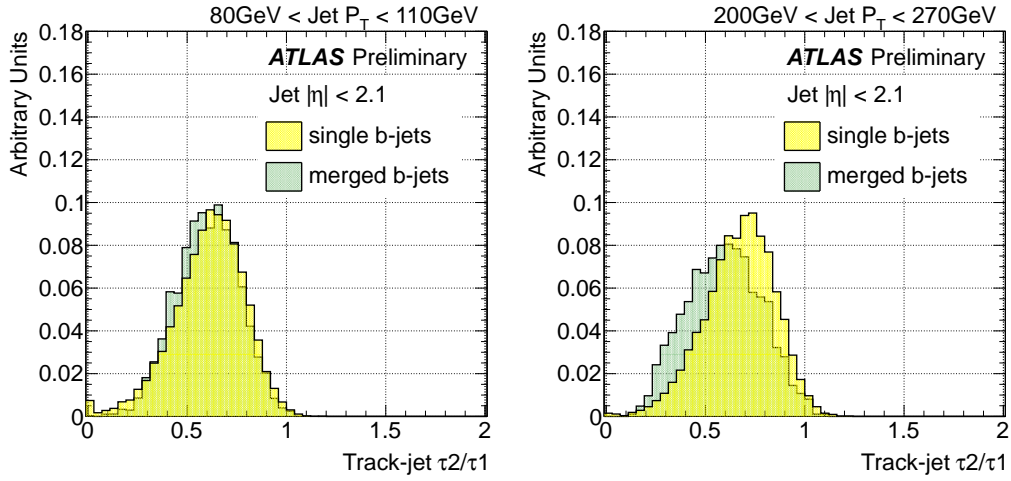 80GeV < Jet P_T < 110GeV
Arbitrary Units
0.18
0.16
0.14
0.12
0.1
0.08
0.06
0.04
0.02
0
ATLAS Preliminary
Jet |η| < 2.1
single b-jets
merged b-jets
0 0.5 1 1.5 2
Track-jet τ2/τ1
200GeV < Jet P_T < 270GeV
Arbitrary Units
0.18
0.16
0.14
0.12
0.1
0.08
0.06
0.04
0.02
0
ATLAS Preliminary
Jet |η| < 2.1
single b-jets
merged b-jets
0 0.5 1 1.5 2
Track-jet τ2/τ1